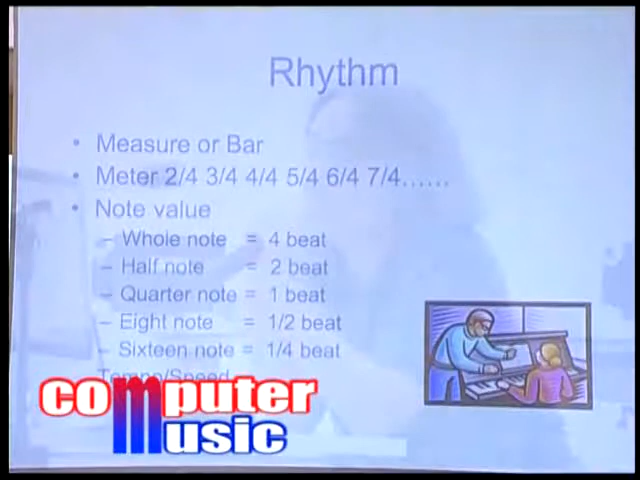 Rhythm
• Measure or Bar
• Meter 2/4 3/4 4/4 5/4 6/4 7/4......
• Note value
– Whole note = 4 beat
– Half note = 2 beat
– Quarter note = 1 beat
– Eight note = 1/2 beat
– Sixteen note = 1/4 beat
Tempo/Speed
computer
music